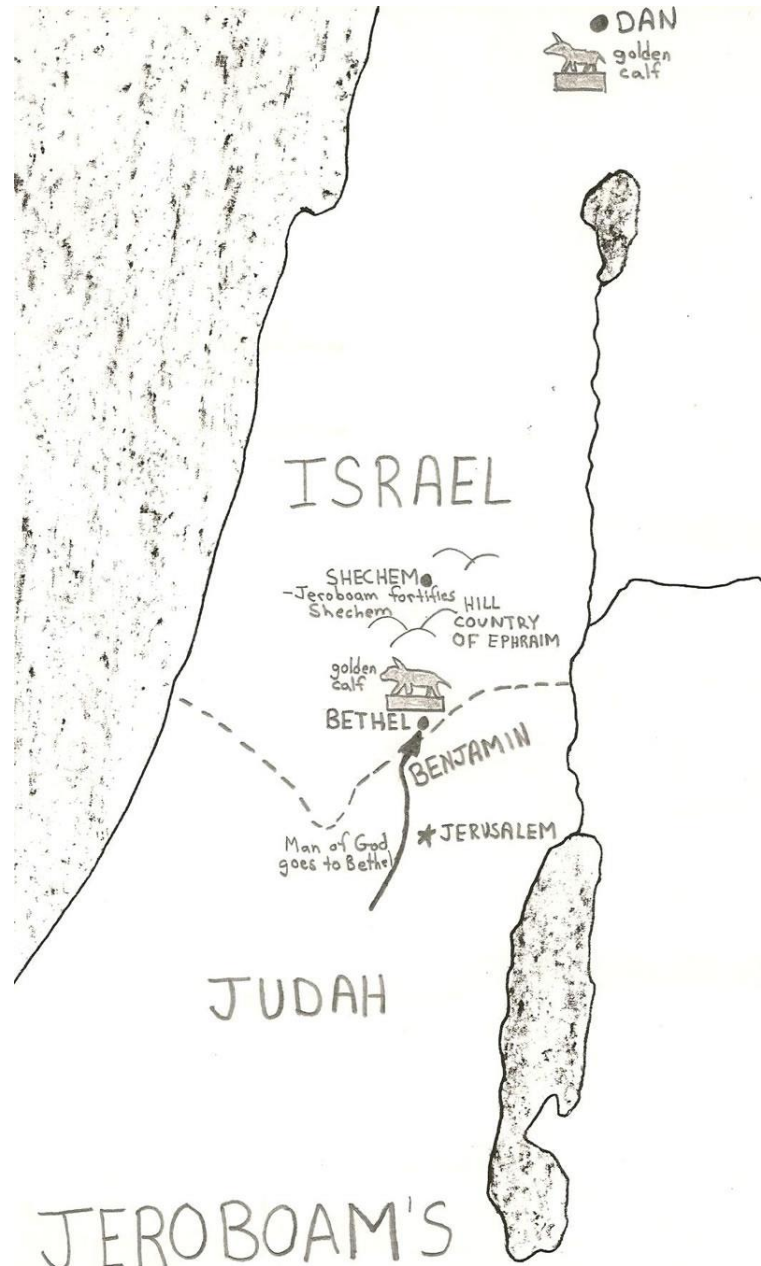 DAN
golden
calf
ISRAEL
SHECHEM
-Jeroboam fortifies
Shechem
HILL
COUNTRY
OF EPHRAIM
golden
calf
BETHEL
BENJAMIN
Man of God
goes to Bethel
JERUSALEM
JUDAH
JEROBOAM'S